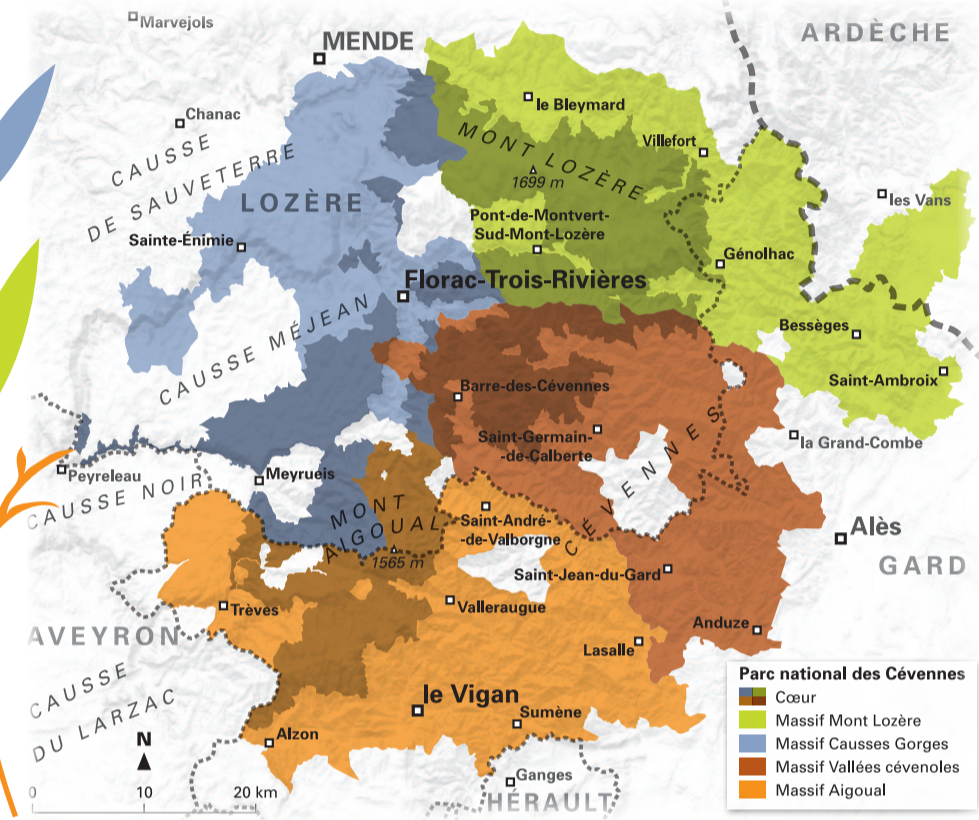 Marvejols
MENDE
ARDÈCHE
le Bleymard
Chanac
Villefort
CAUSSE
DE SAUVETERRE
MONT LOZÈRE
1699 m
les Vans
LOZÈRE
Pont-de-Montvert-
Sud-Mont-Lozère
Sainte-Énimie
Génolhac
Florac-Trois-Rivières
Bessèges
CAUSSE MÉJEAN
Saint-Ambroix
Barre-des-Cévennes
Saint-Germain-
-de-Calberte
la Grand-Combe
CÉVENNES
Peyreleau
Meyrueis
CAUSSE NOIR
MONT
AIGOUAL
1565 m
Saint-André-
-de-Valborgne
Alès
GARD
Saint-Jean-du-Gard
Trèves
Valleraugue
Anduze
AVEYRON
Lasalle
CAUSSE
DU LARZAC
le Vigan
Sumène
Alzon
N
Ganges
HÉRAULT
0 10 20 km
Parc national des Cévennes
Cœur
Massif Mont Lozère
Massif Causses Gorges
Massif Vallées cévenoles
Massif Aigoual